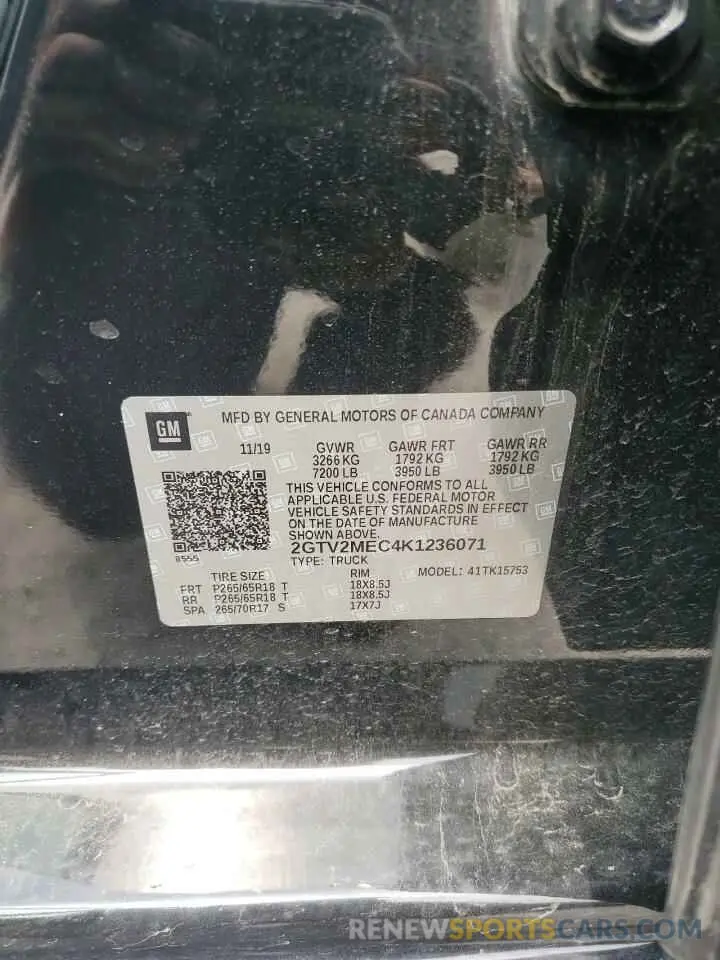 GM
MFD BY GENERAL MOTORS OF CANADA COMPANY
11/19 GVWR GAWR FRT GAWR RR
3266 KG 1792 KG 1792 KG
7200 LB 3950 LB 3950 LB
THIS VEHICLE CONFORMS TO ALL
APPLICABLE U.S. FEDERAL MOTOR
VEHICLE SAFETY STANDARDS IN EFFECT
ON THE DATE OF MANUFACTURE
SHOWN ABOVE.
8555
2GTV2MEC4K1236071
TYPE: TRUCK
MODEL: 41TK15753
TIRE SIZE RIM
FRT P265/65R18 T 18X8.5J
RR P265/65R18 T 18X8.5J
SPA 265/70R17 S 17X7J
RENEWSPORTSCARS.COM